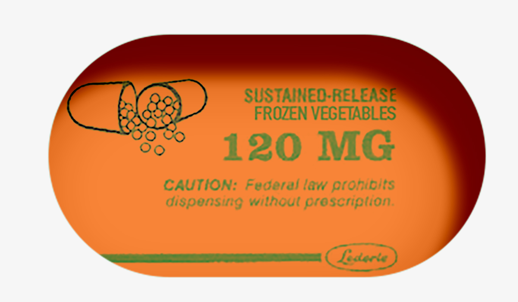 SUSTAINED-RELEASE
FROZEN VEGETABLES
120 MG
CAUTION: Federal law prohibits
dispensing without prescription.
Lederle